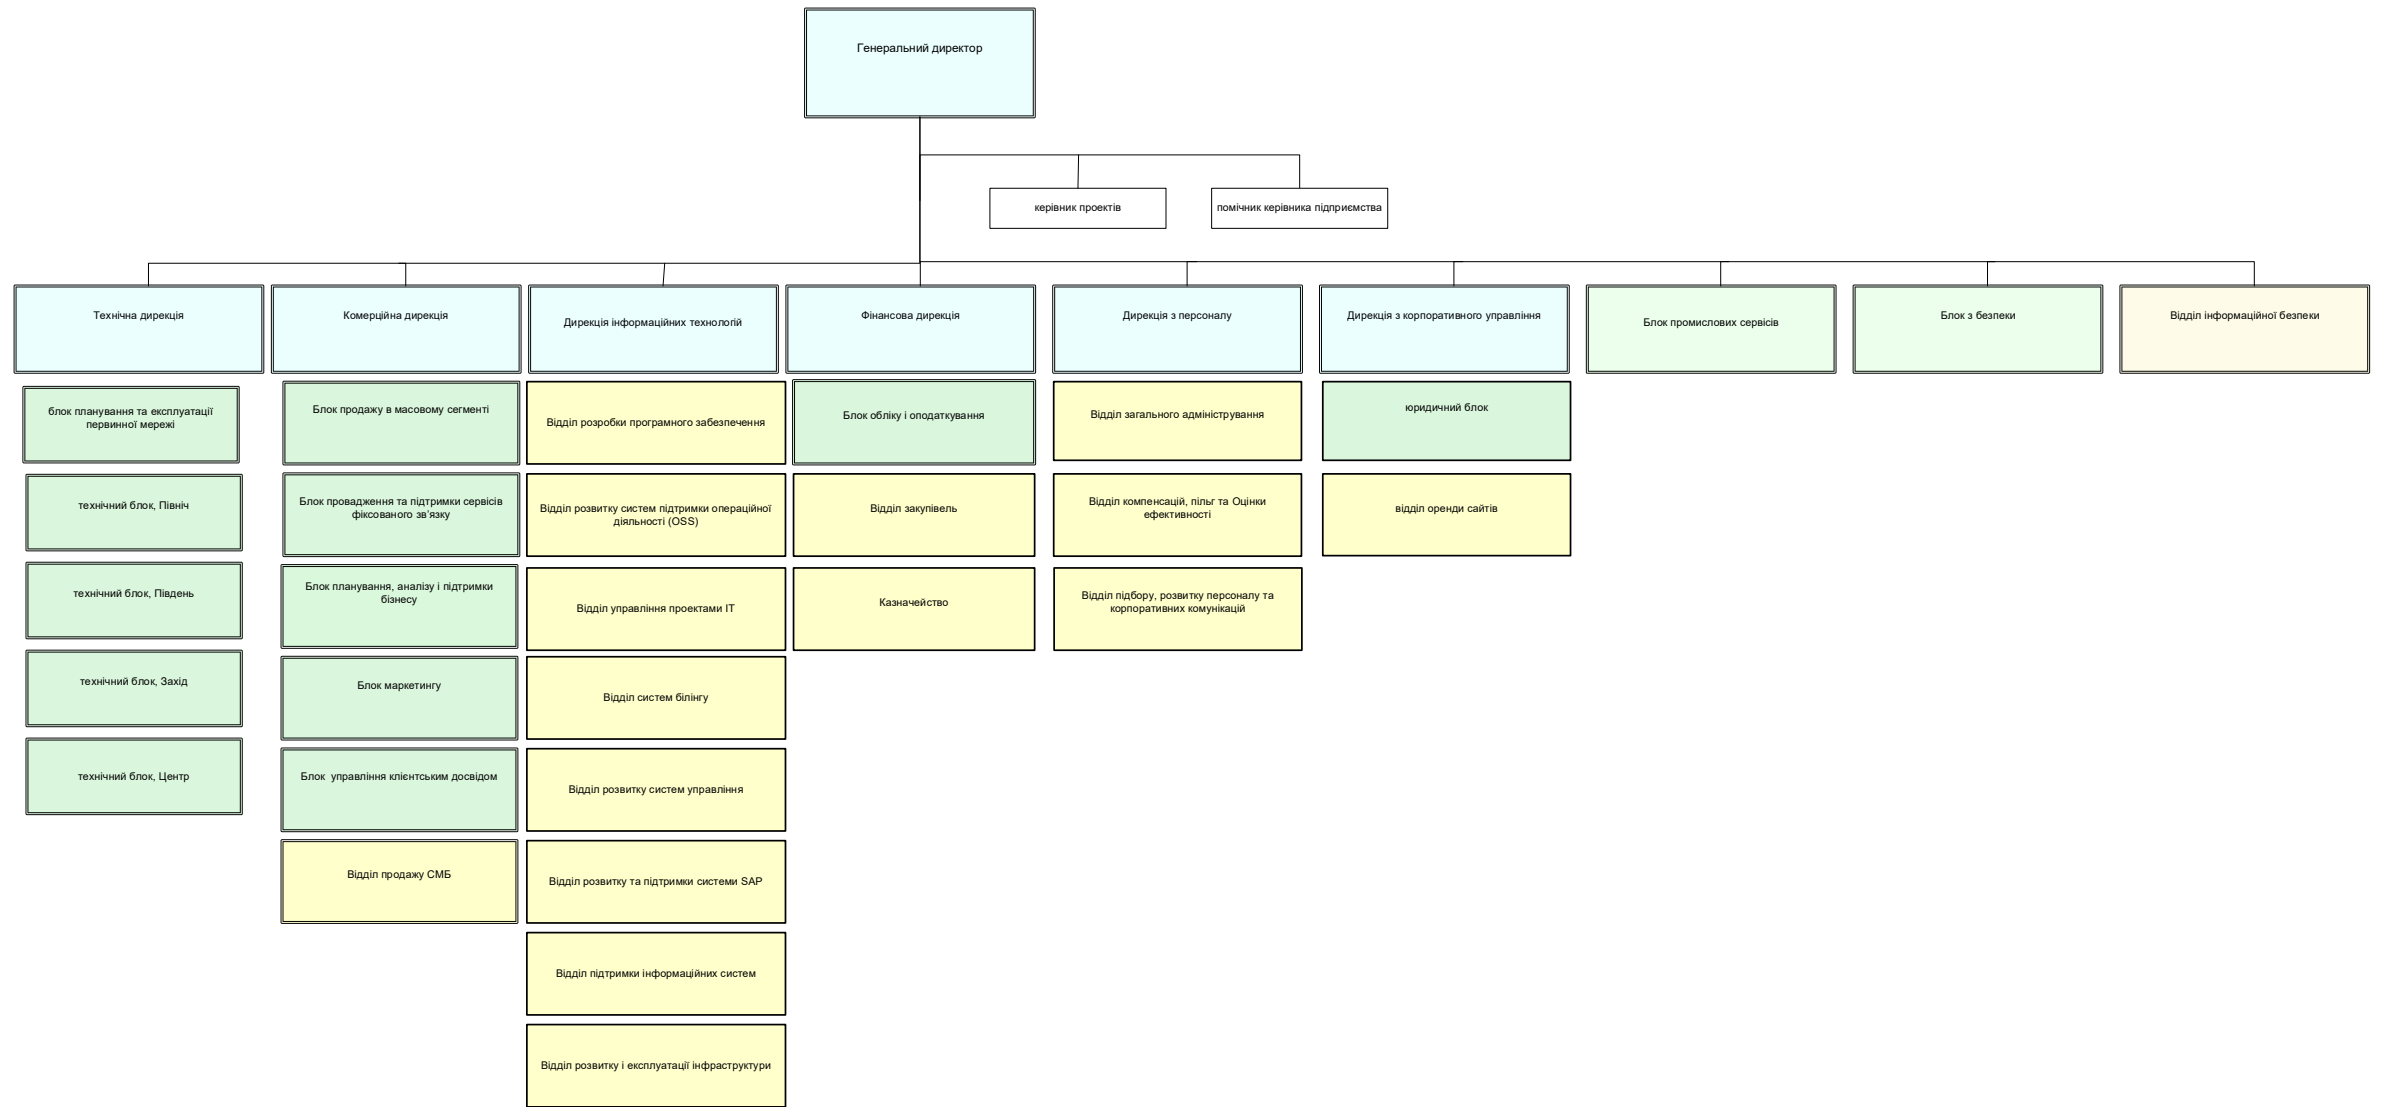 Генеральний директор
керівник проектів
помічник керівника підприємства
Технічна дирекція
Комерційна дирекція
Дирекція інформаційних технологій
Фінансова дирекція
Дирекція з персоналу
Дирекція з корпоративного управління
Блок промислових сервісів
Блок з безпеки
Відділ інформаційної безпеки
блок планування та експлуатації
первинної мережі
технічний блок, Північ
технічний блок, Південь
технічний блок, Захід
технічний блок, Центр
Блок продажу в масовому сегменті
Блок провадження та підтримки сервісів
фіксованого зв'язку
Блок планування, аналізу і підтримки
бізнесу
Блок маркетингу
Блок  управління клієнтським досвідом
Відділ продажу СМБ
Відділ розробки програмного забезпечення
Відділ розвитку систем підтримки операційної
діяльності (OSS)
Відділ управління проектами ІТ
Відділ систем білінгу
Відділ розвитку систем управління
Відділ розвитку та підтримки системи SAP
Відділ підтримки інформаційних систем
Відділ розвитку і експлуатації інфраструктури
Блок обліку і оподаткування
Відділ закупівель
Казначейство
Відділ загального адміністрування
Відділ компенсацій, пільг та Оцінки
ефективності
Відділ підбору, розвитку персоналу та
корпоративних комунікацій
юридичний блок
відділ оренди сайтів